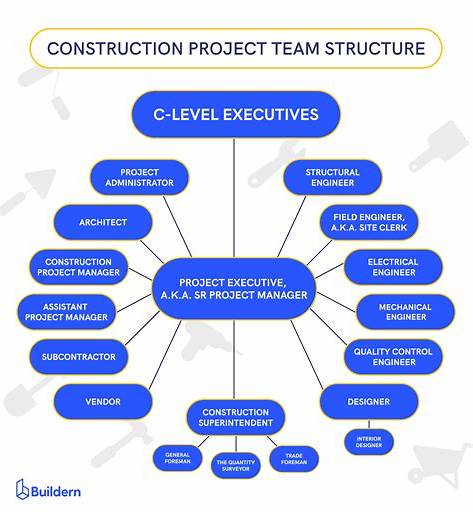 CONSTRUCTION PROJECT TEAM STRUCTURE
C-LEVEL EXECUTIVES
PROJECT
ADMINISTRATOR
STRUCTURAL
ENGINEER
ARCHITECT
FIELD ENGINEER,
A.K.A. SITE CLERK
CONSTRUCTION
PROJECT MANAGER
ELECTRICAL
ENGINEER
PROJECT EXECUTIVE,
A.K.A. SR PROJECT MANAGER
ASSISTANT
PROJECT MANAGER
MECHANICAL
ENGINEER
SUBCONTRACTOR
QUALITY CONTROL
ENGINEER
VENDOR
DESIGNER
CONSTRUCTION
SUPERINTENDENT
INTERIOR
DESIGNER
GENERAL
FOREMAN
THE QUANTITY
SURVEYOR
TRADE
FOREMAN
Buildern